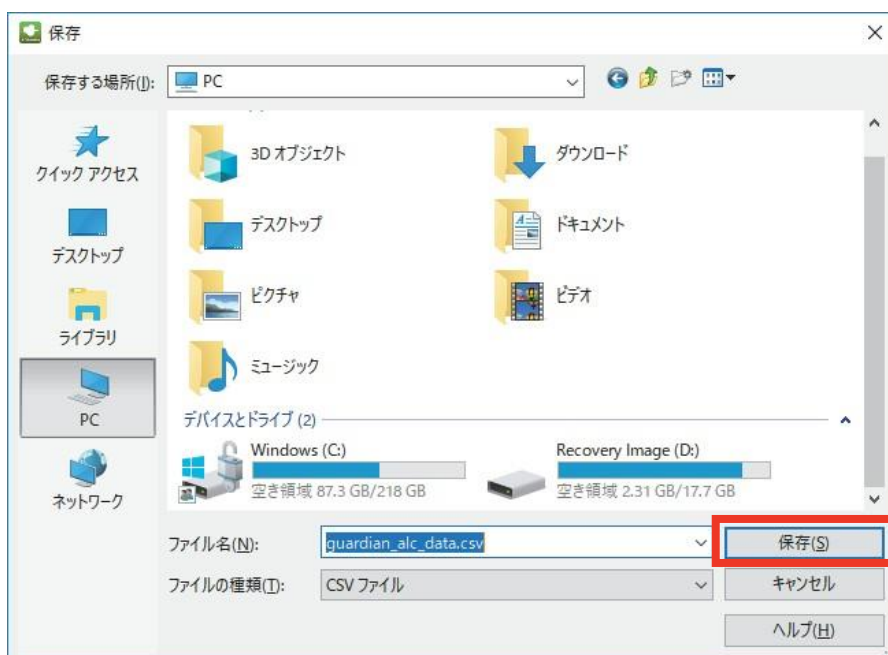 保存
保存する場所(I):
PC
クイック アクセス
デスクトップ
ライブラリ
PC
ネットワーク
3D オブジェクト
ダウンロード
デスクトップ
ドキュメント
ピクチャ
ビデオ
ミュージック
デバイスとドライブ (2)
Windows (C:)
空き領域 87.3 GB/218 GB
Recovery Image (D:)
空き領域 2.31 GB/17.7 GB
ファイル名(N):
guardian_alc_data.csv
保存(S)
ファイルの種類(T):
CSV ファイル
キャンセル
ヘルプ(H)